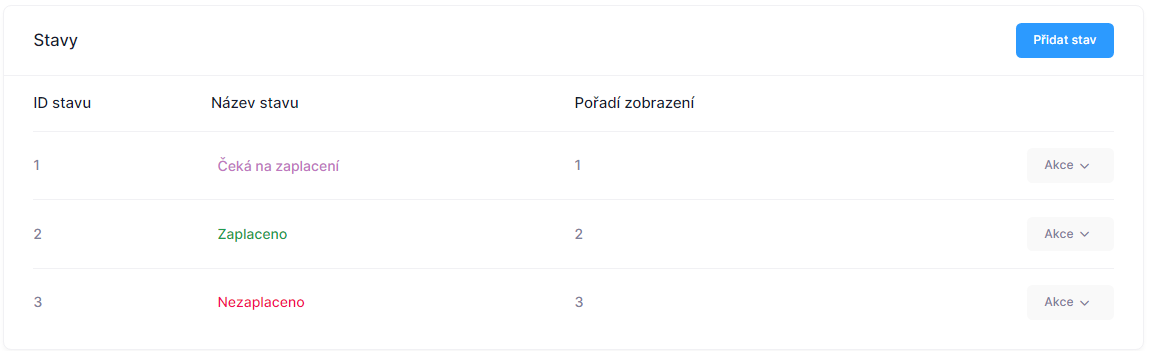 Stavy
Přidat stav
ID stavu Název stavu Pořadí zobrazení
1 Čeká na zaplacení 1 Akce
2 Zaplaceno 2 Akce
3 Nezaplaceno 3 Akce